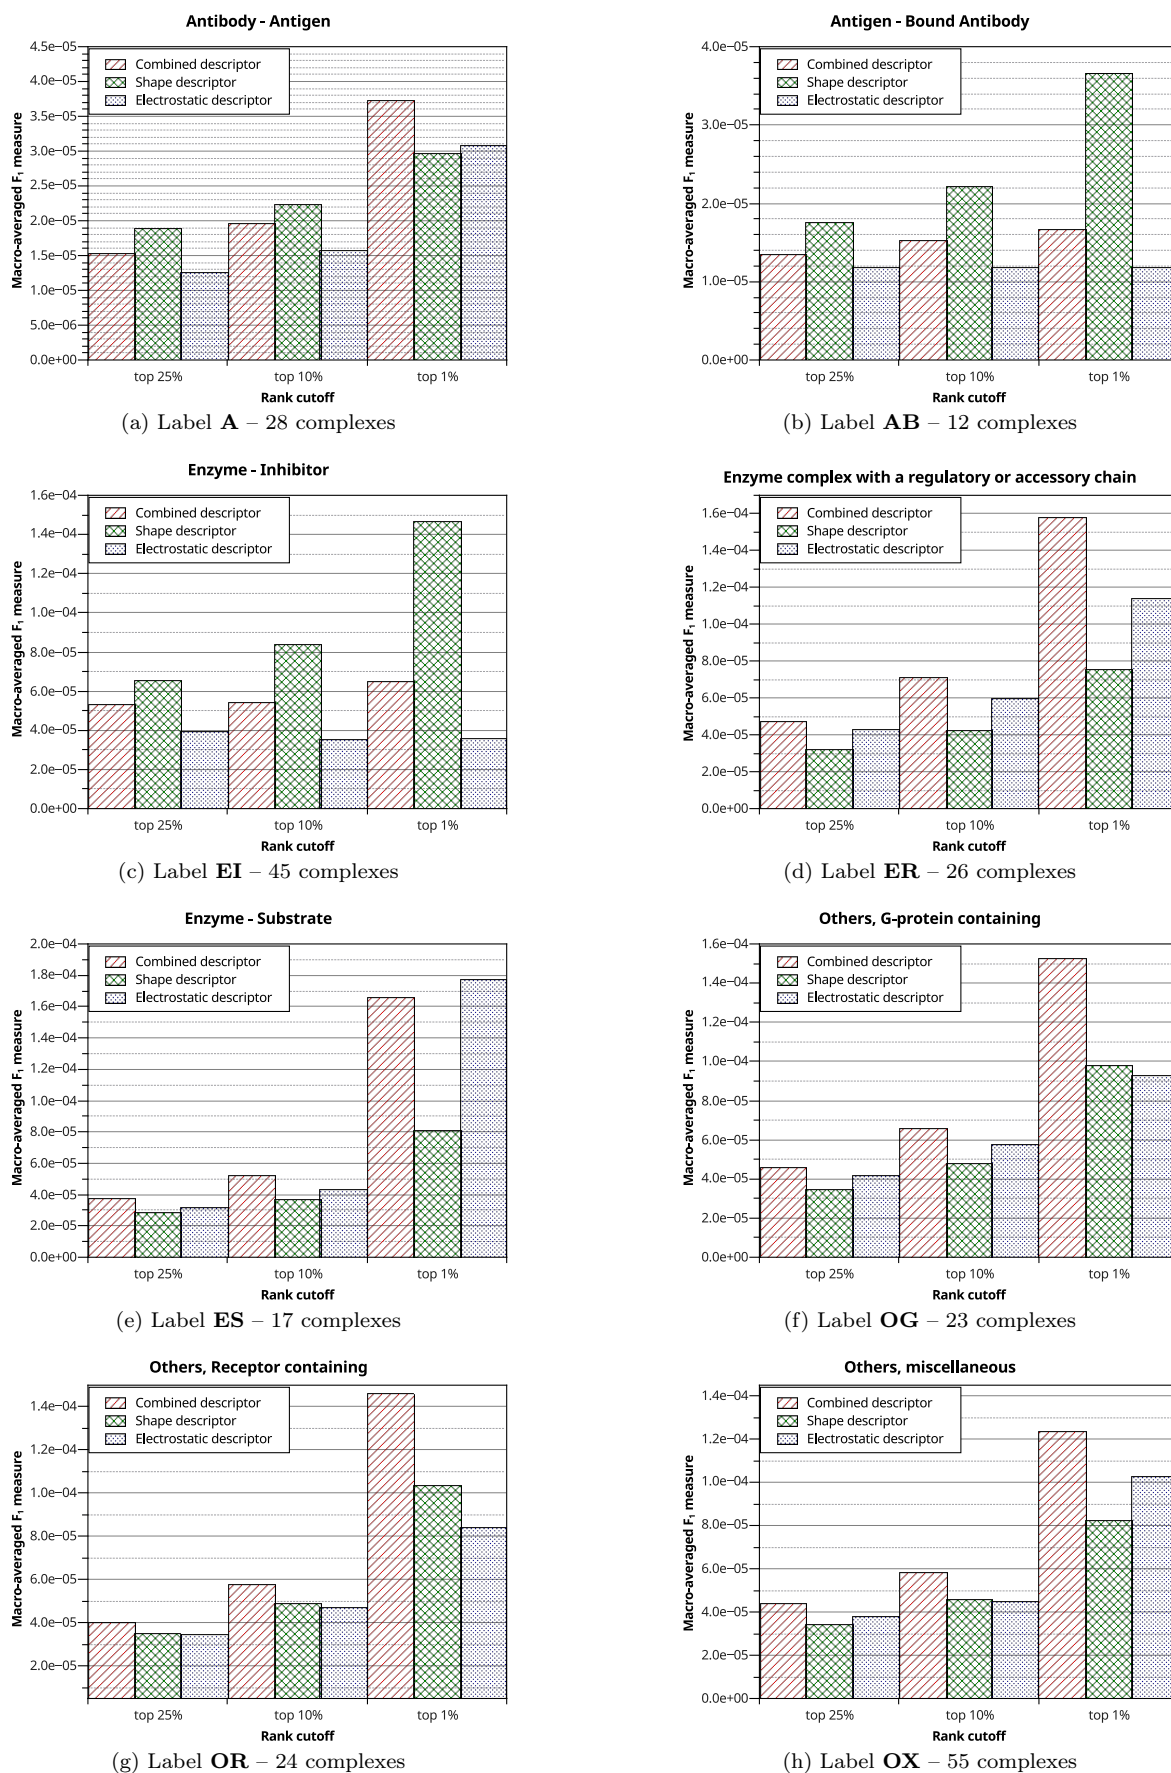 Antibody - Antigen
4.5e−05
4.0e−05
3.5e−05
3.0e−05
2.5e−05
2.0e−05
1.5e−05
1.0e−05
5.0e−06
0.0e+00
Macro-averaged F₁ measure
Combined descriptor
Shape descriptor
Electrostatic descriptor
top 25%
top 10%
top 1%
Rank cutoff
(a) Label A – 28 complexes
Antigen - Bound Antibody
4.0e−05
3.0e−05
2.0e−05
1.0e−05
0.0e+00
Macro-averaged F₁ measure
Combined descriptor
Shape descriptor
Electrostatic descriptor
top 25%
top 10%
top 1%
Rank cutoff
(b) Label AB – 12 complexes
Enzyme - Inhibitor
1.6e−04
1.4e−04
1.2e−04
1.0e−04
8.0e−05
6.0e−05
4.0e−05
2.0e−05
0.0e+00
Macro-averaged F₁ measure
Combined descriptor
Shape descriptor
Electrostatic descriptor
top 25%
top 10%
top 1%
Rank cutoff
(c) Label EI – 45 complexes
Enzyme complex with a regulatory or accessory chain
1.6e−04
1.4e−04
1.2e−04
1.0e−04
8.0e−05
6.0e−05
4.0e−05
2.0e−05
0.0e+00
Macro-averaged F₁ measure
Combined descriptor
Shape descriptor
Electrostatic descriptor
top 25%
top 10%
top 1%
Rank cutoff
(d) Label ER – 26 complexes
Enzyme - Substrate
2.0e−04
1.8e−04
1.6e−04
1.4e−04
1.2e−04
1.0e−04
8.0e−05
6.0e−05
4.0e−05
2.0e−05
0.0e+00
Macro-averaged F₁ measure
Combined descriptor
Shape descriptor
Electrostatic descriptor
top 25%
top 10%
top 1%
Rank cutoff
(e) Label ES – 17 complexes
Others, G-protein containing
1.6e−04
1.4e−04
1.2e−04
1.0e−04
8.0e−05
6.0e−05
4.0e−05
2.0e−05
0.0e+00
Macro-averaged F₁ measure
Combined descriptor
Shape descriptor
Electrostatic descriptor
top 25%
top 10%
top 1%
Rank cutoff
(f) Label OG – 23 complexes
Others, Receptor containing
1.4e−04
1.2e−04
1.0e−04
8.0e−05
6.0e−05
4.0e−05
2.0e−05
Macro-averaged F₁ measure
Combined descriptor
Shape descriptor
Electrostatic descriptor
top 25%
top 10%
top 1%
Rank cutoff
(g) Label OR – 24 complexes
Others, miscellaneous
1.4e−04
1.2e−04
1.0e−04
8.0e−05
6.0e−05
4.0e−05
2.0e−05
0.0e+00
Macro-averaged F₁ measure
Combined descriptor
Shape descriptor
Electrostatic descriptor
top 25%
top 10%
top 1%
Rank cutoff
(h) Label OX – 55 complexes